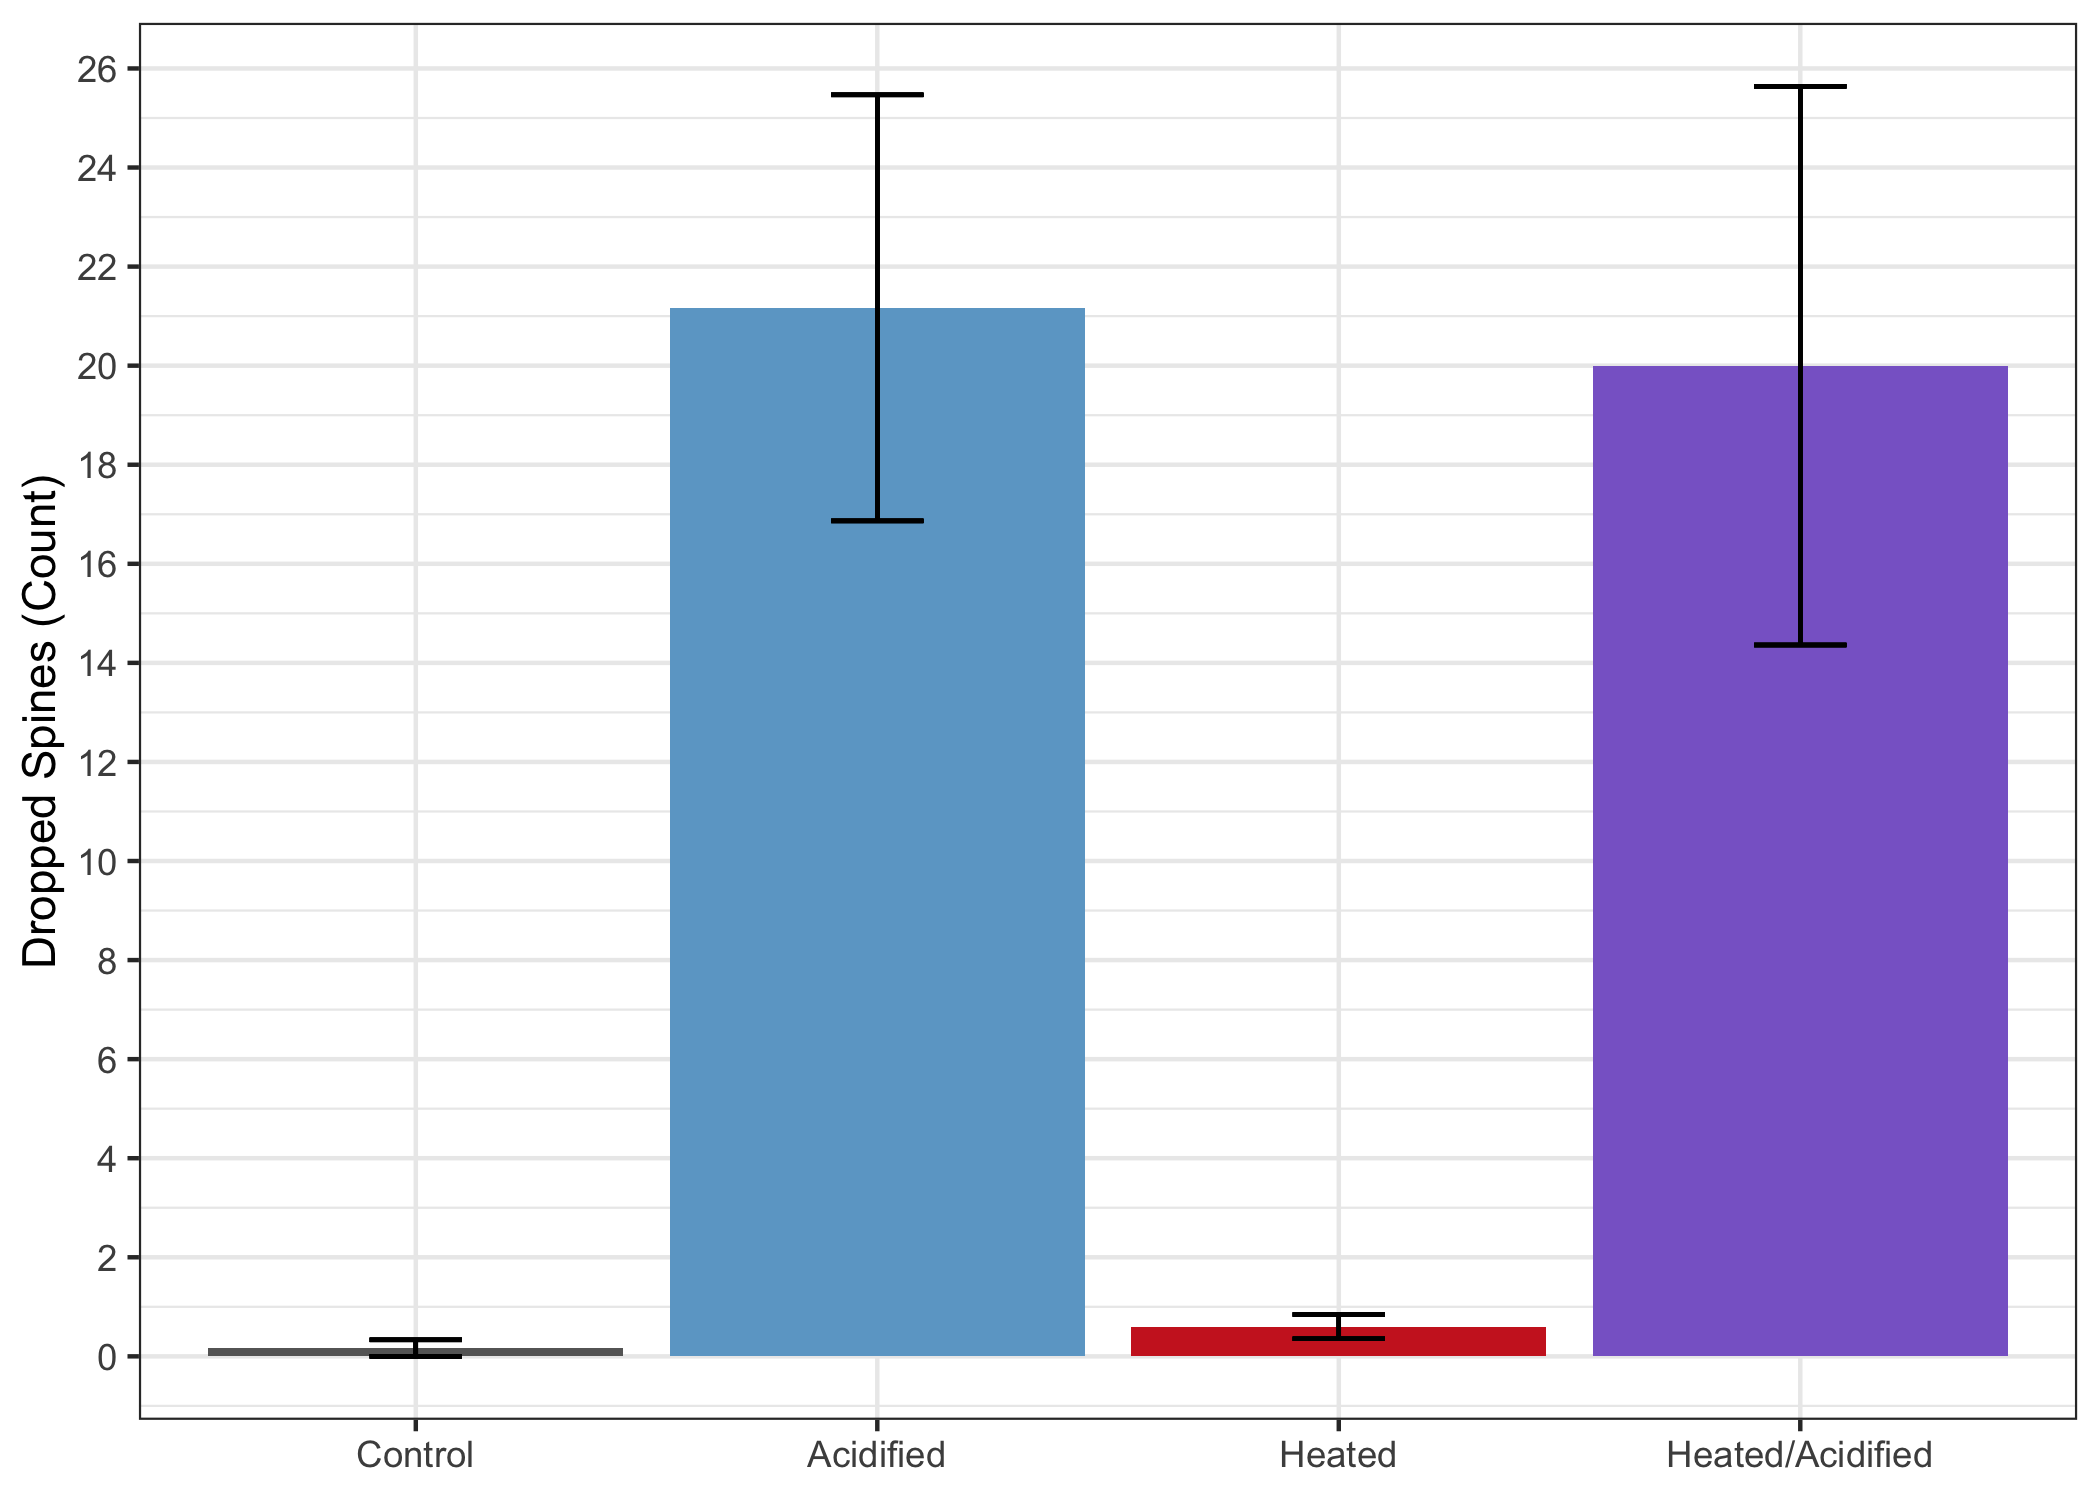 Dropped Spines (Count)
26
24
22
20
18
16
14
12
10
8
6
4
2
0
Control
Acidified
Heated
Heated/Acidified